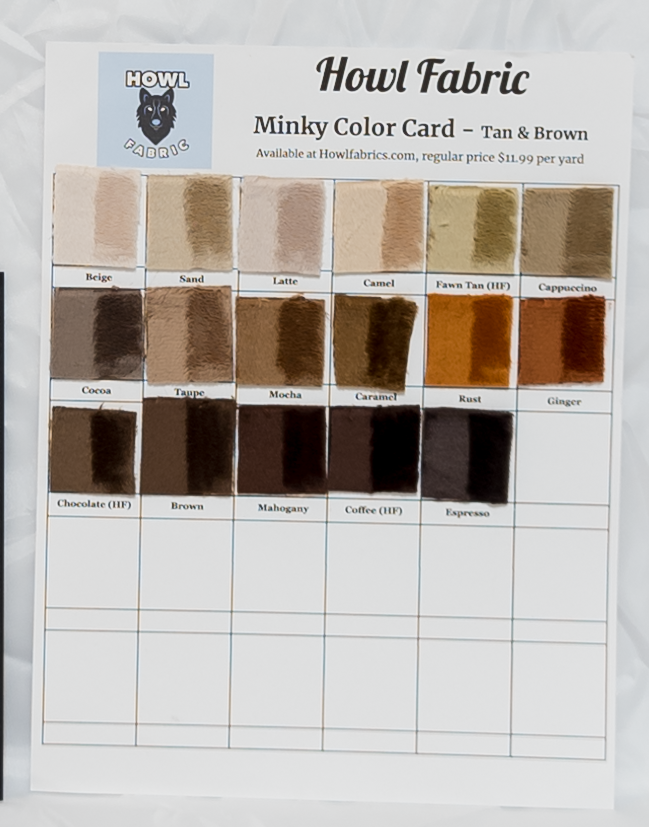 HOWL
FABRIC
Howl Fabric
Minky Color Card – Tan & Brown
Available at Howlfabrics.com, regular price $11.99 per yard
Beige Sand Latte Camel Fawn Tan (HF) Cappuccino
Cocoa Taupe Mocha Caramel Rust Ginger
Chocolate (HF) Brown Mahogany Coffee (HF) Espresso